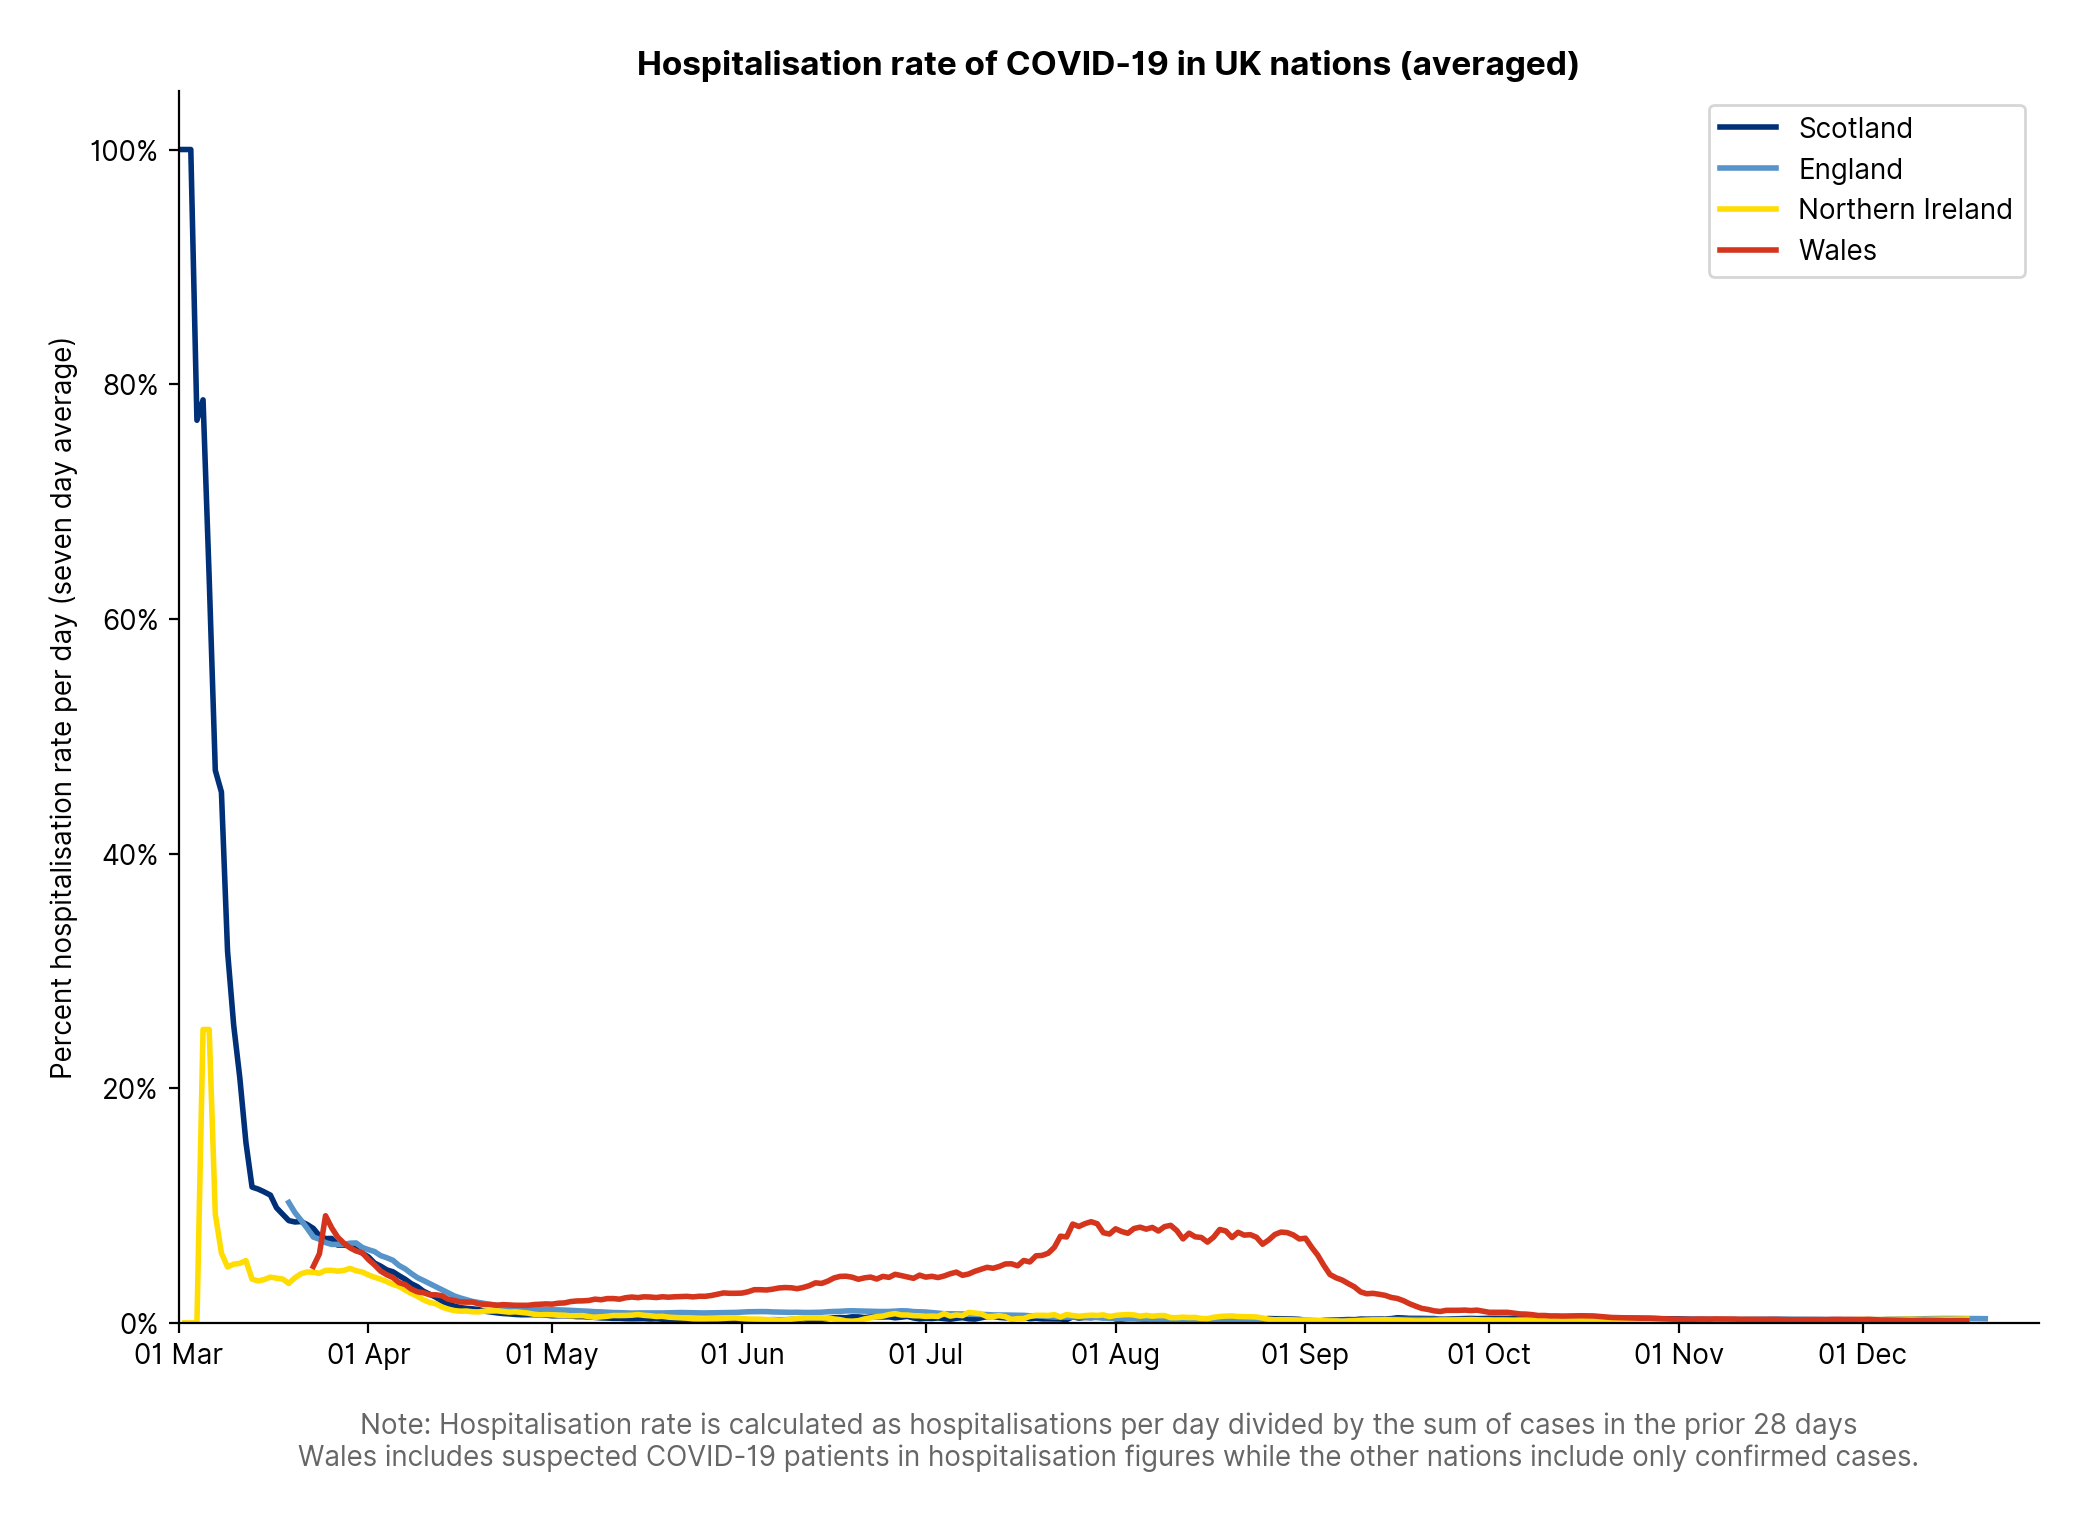 Hospitalisation rate of COVID-19 in UK nations (averaged)
Scotland
England
Northern Ireland
Wales
Percent hospitalisation rate per day (seven day average)
100%
80%
60%
40%
20%
0%
01 Mar
01 Apr
01 May
01 Jun
01 Jul
01 Aug
01 Sep
01 Oct
01 Nov
01 Dec
Note: Hospitalisation rate is calculated as hospitalisations per day divided by the sum of cases in the prior 28 days
Wales includes suspected COVID-19 patients in hospitalisation figures while the other nations include only confirmed cases.